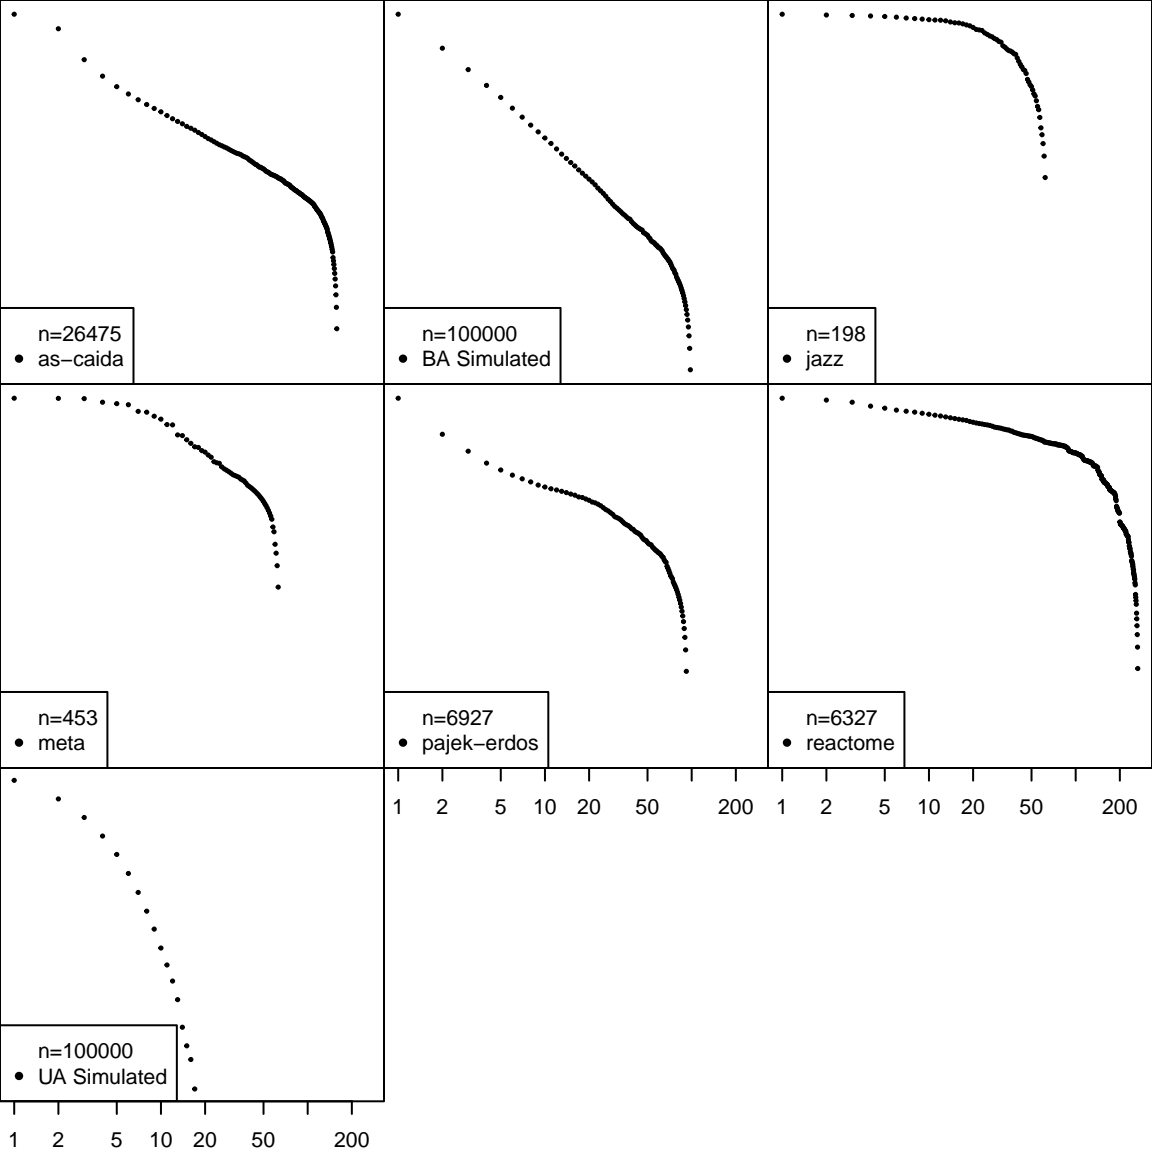 n=26475
as−caida
n=100000
BA Simulated
n=198
jazz
n=453
meta
n=6927
pajek−erdos
n=6327
reactome
1 2 5 10 20 50 200
1 2 5 10 20 50 200
n=100000
UA Simulated
1 2 5 10 20 50 200